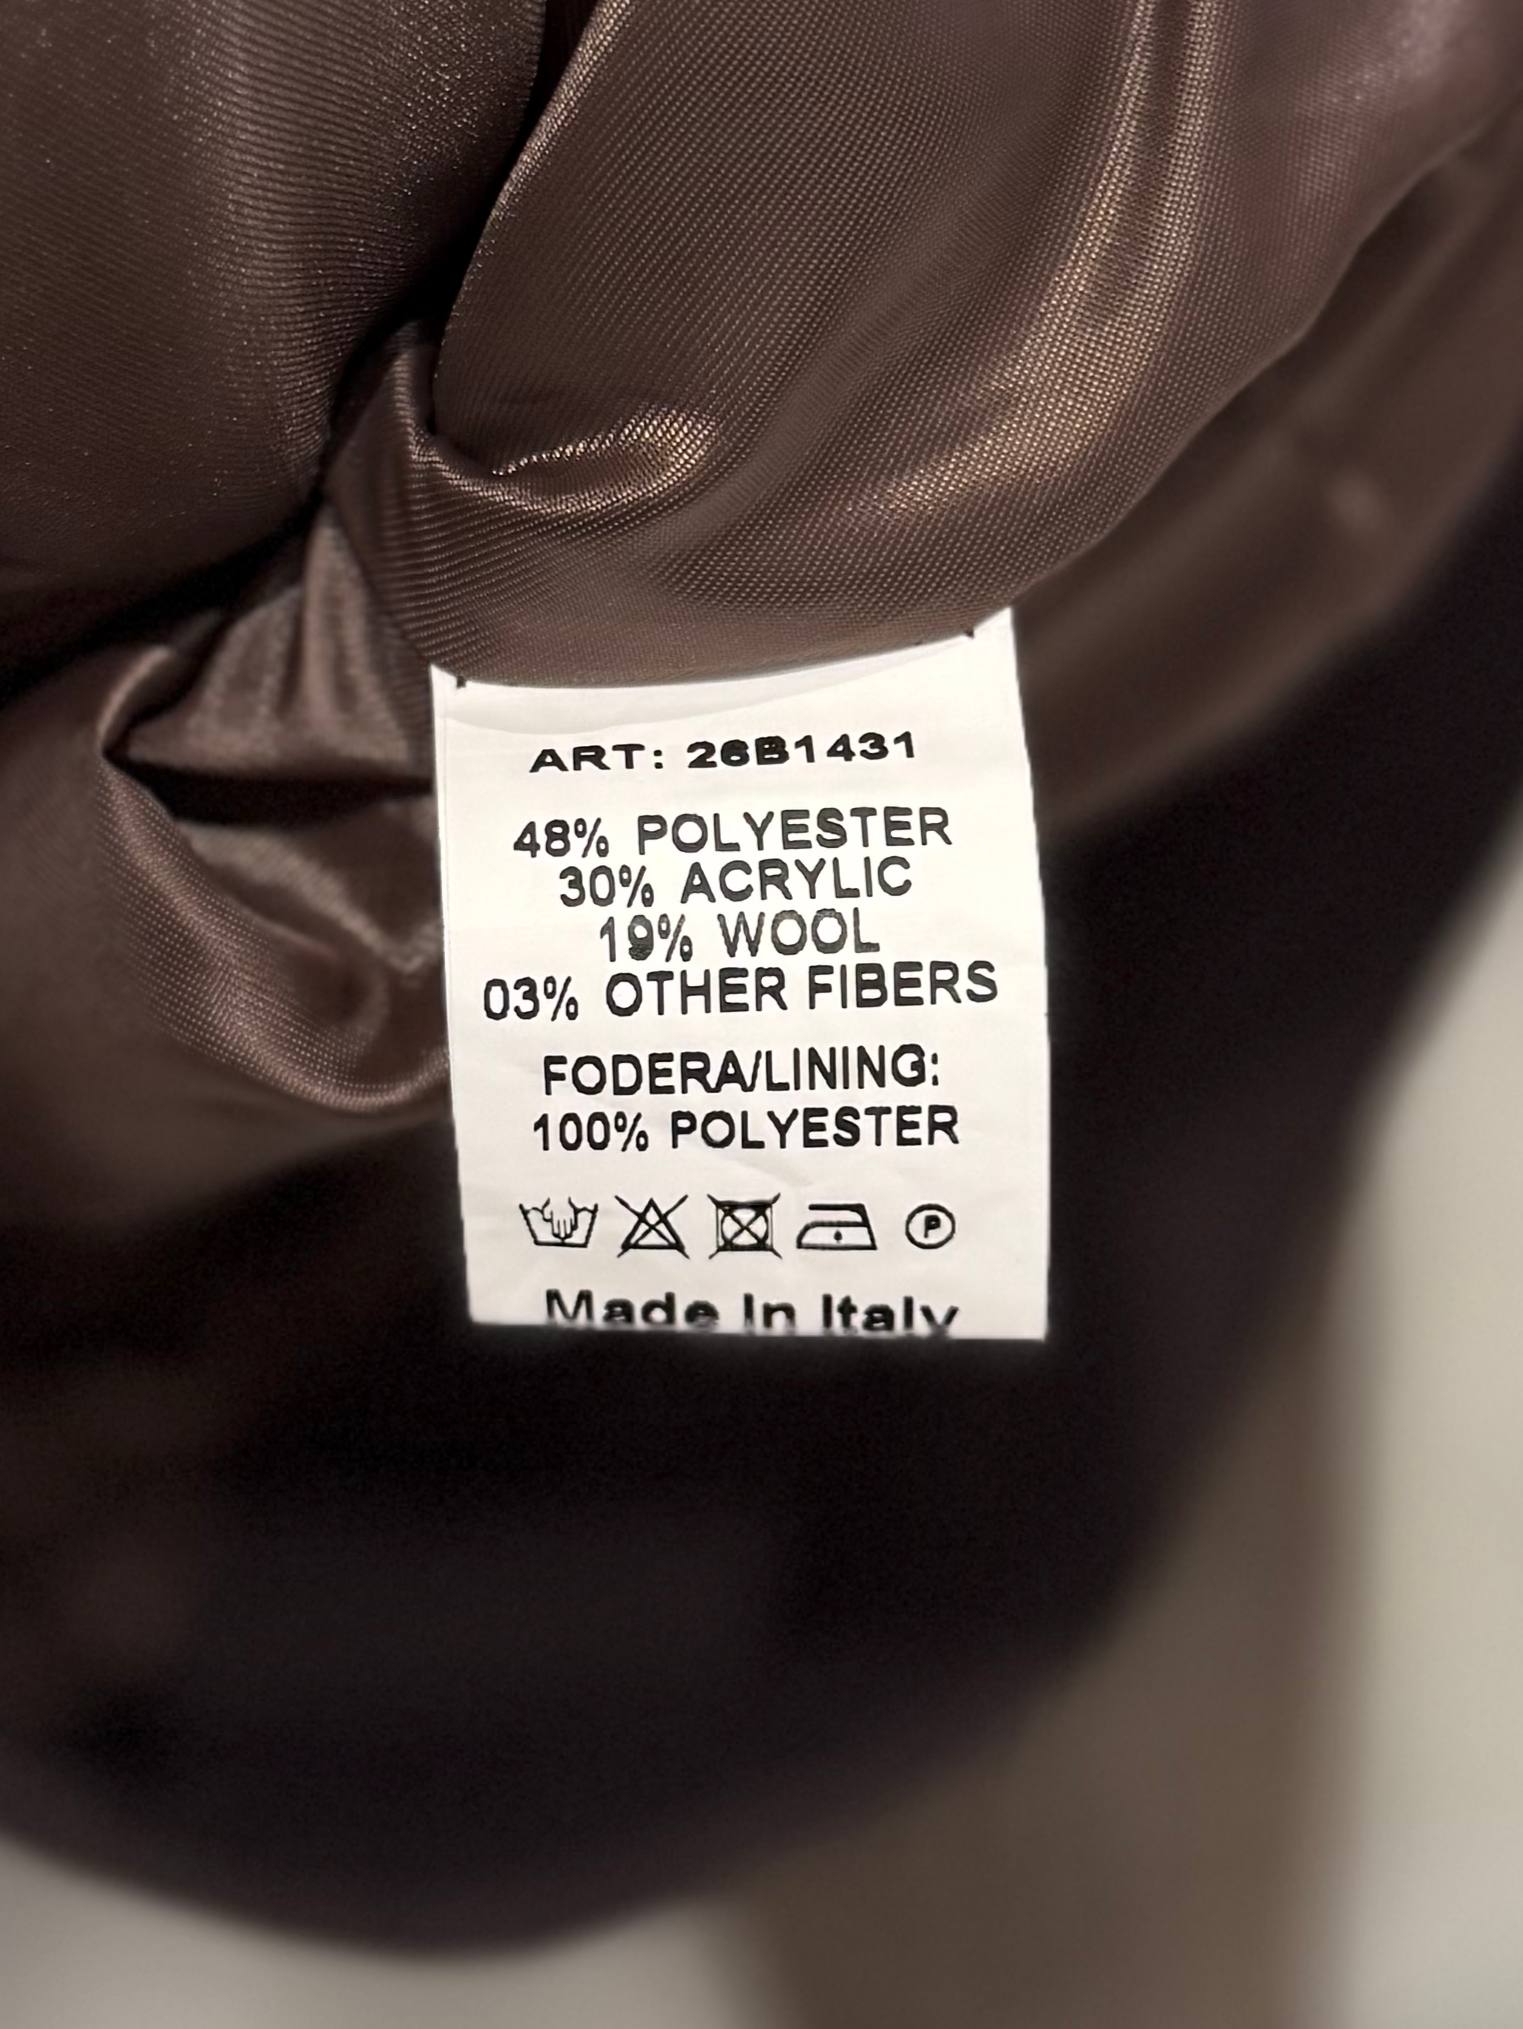 ART: 26B1431
48% POLYESTER
30% ACRYLIC
19% WOOL
03% OTHER FIBERS
FODERA/LINING:
100% POLYESTER
P
Made In Italy